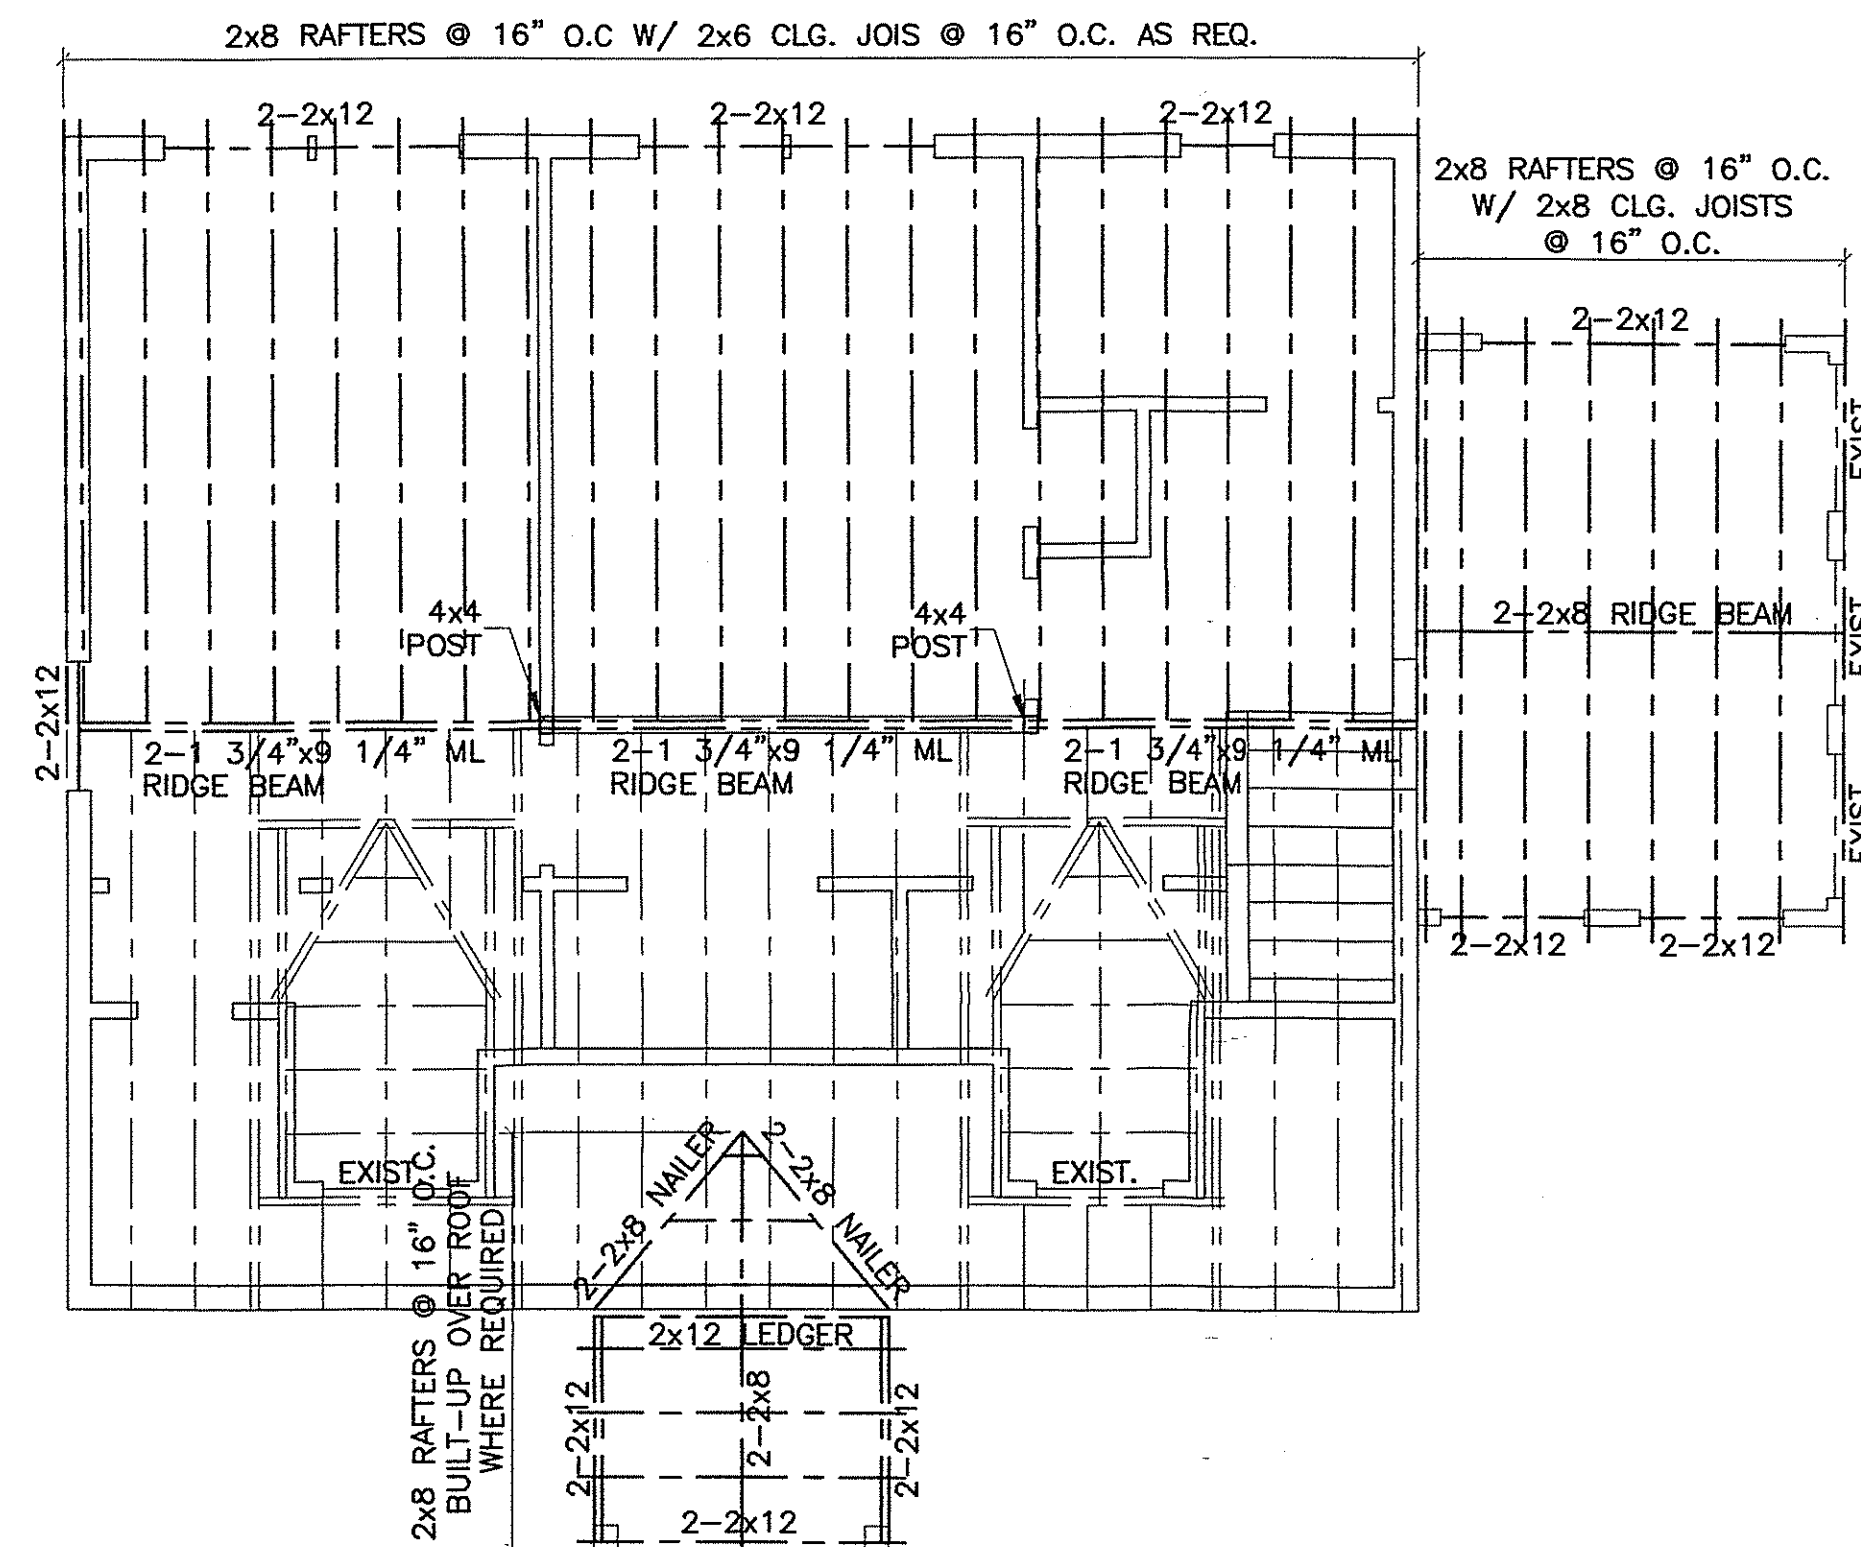 2x8 RAFTERS @ 16" O.C W/ 2x6 CLG. JOIS @ 16" O.C. AS REQ.
2-2x12
2-2x12
2-2x12
2x8 RAFTERS @ 16" O.C.
W/ 2x8 CLG. JOISTS
@ 16" O.C.
2-2x12
EXIST
4x4
POST
4x4
POST
2-2x8 RIDGE BEAM
EXIST
2-2x12
2-1 3/4"x9 1/4" ML
RIDGE BEAM
2-1 3/4"x9 1/4" ML
RIDGE BEAM
2-1 3/4"x9 1/4" ML
RIDGE BEAM
EXIST
2-2x12
2-2x12
EXIST.
EXIST.
2-2x8 NAILER
2-2x8 NAILER
2x8 RAFTERS @ 16" O.C.
BUILT-UP OVER ROOF
WHERE REQUIRED
2x12 LEDGER
2-2x12
2-2x8
2-2x12
2-2x12